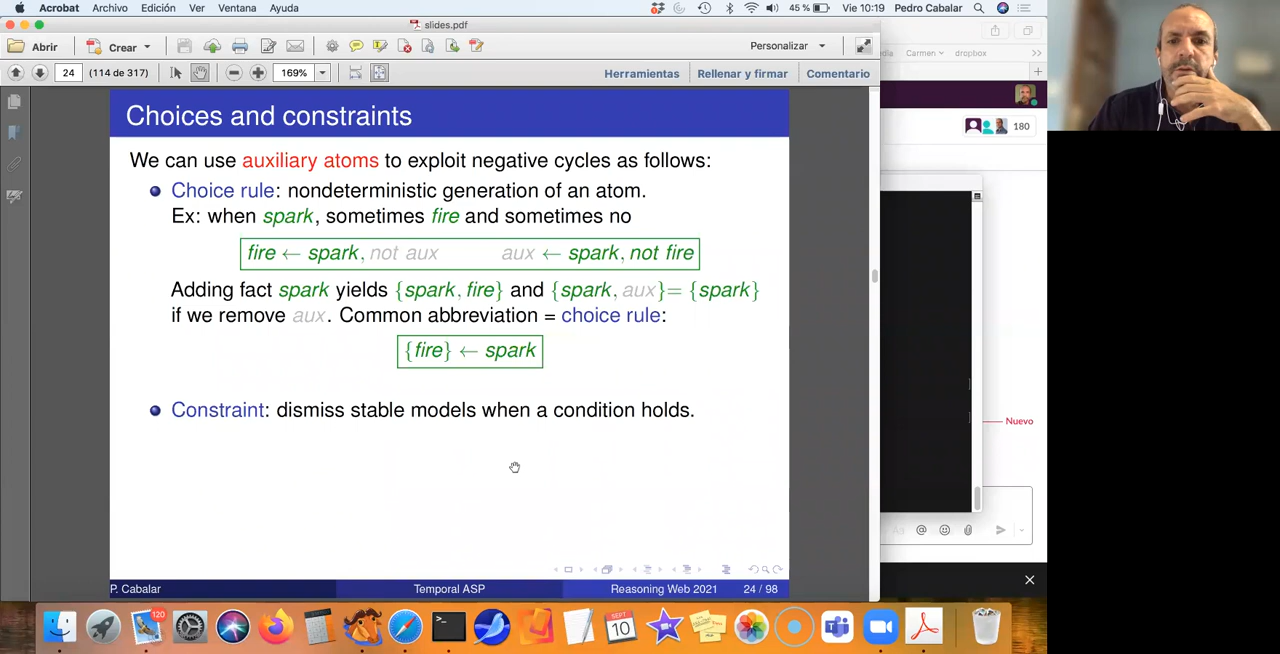 Acrobat Archivo Edición Ver Ventana Ayuda 45 % Vie 10:19 Pedro Cabalar
slides.pdf
Abrir Crear Personalizar
24 (114 de 317) 169% Herramientas Rellenar y firmar Comentario
Carmen dropbox
180
Choices and constraints
We can use auxiliary atoms to exploit negative cycles as follows:
Choice rule: nondeterministic generation of an atom.
Ex: when spark, sometimes fire and sometimes no
fire ← spark, not aux aux ← spark, not fire
Adding fact spark yields {spark, fire} and {spark, aux}= {spark}
if we remove aux. Common abbreviation = choice rule:
{fire} ← spark
Constraint: dismiss stable models when a condition holds.
Nuevo
Aa @
P. Cabalar Temporal ASP Reasoning Web 2021 24 / 98
120
SEPT
10